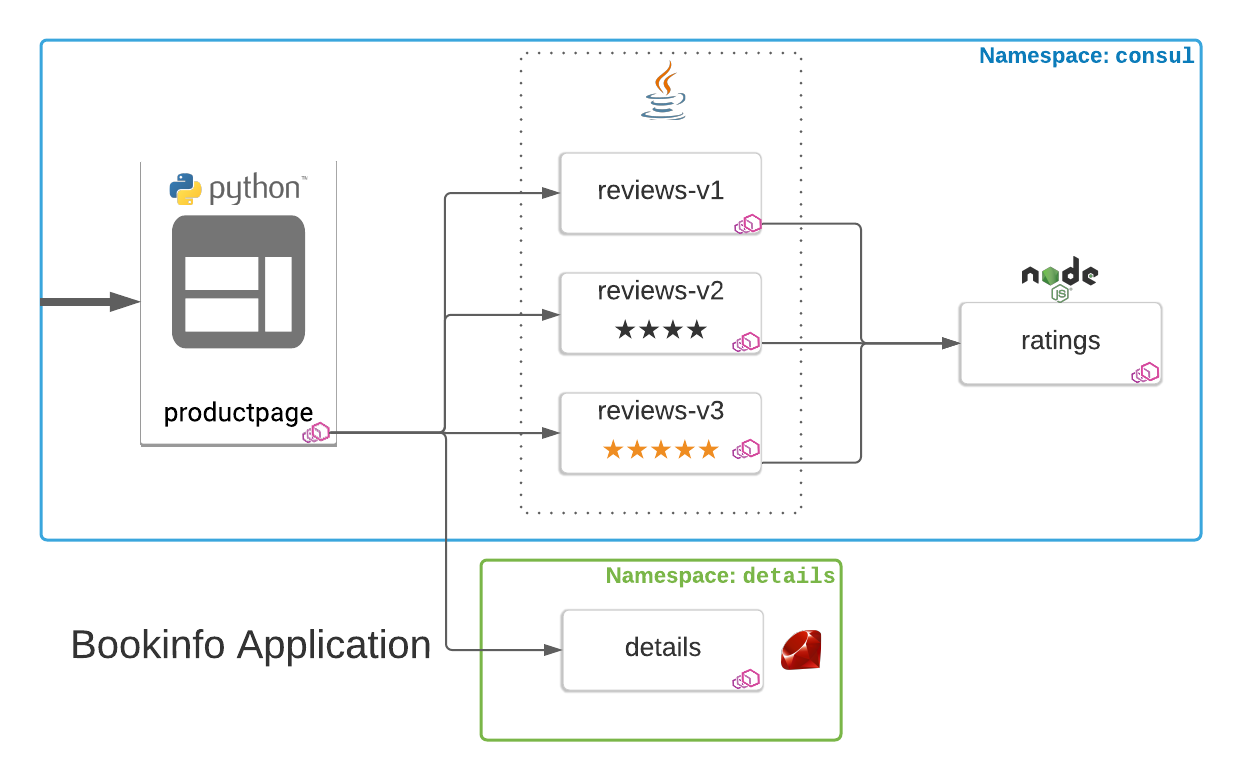 Namespace: consul
python™
productpage
reviews-v1
reviews-v2
reviews-v3
node
JS
ratings
Namespace: details
details
Bookinfo Application